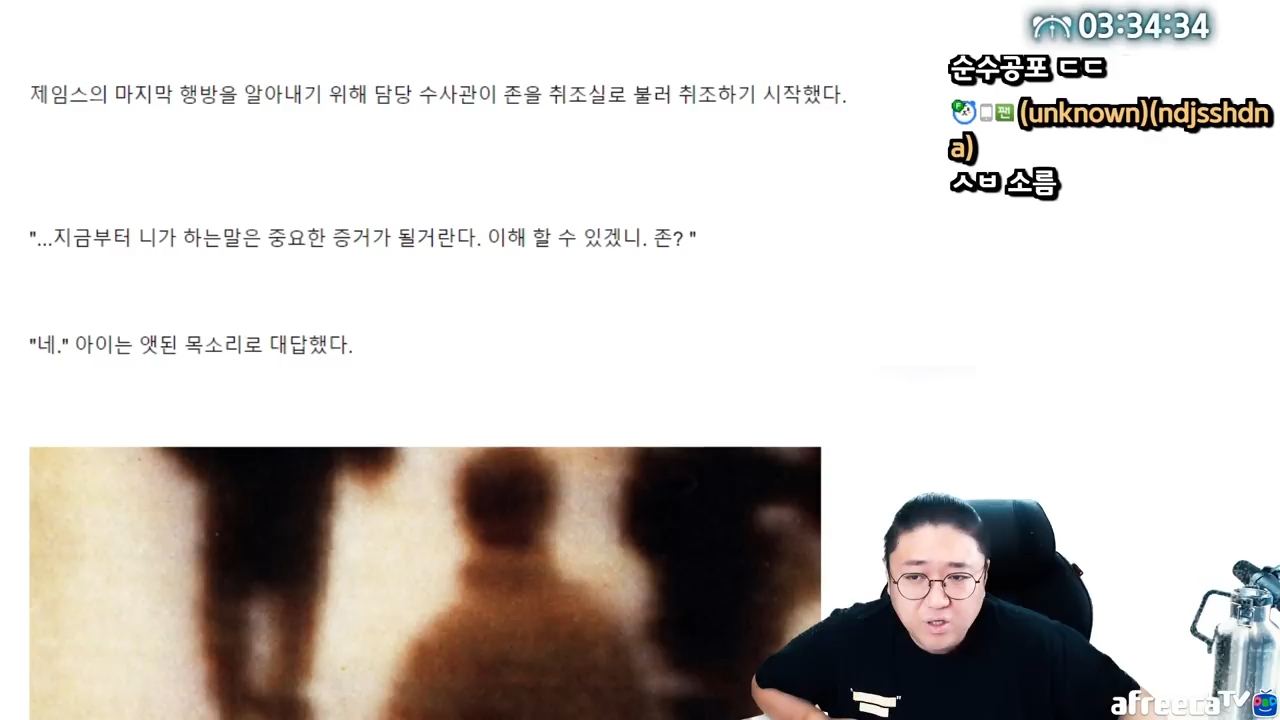 03:34:34
순수공포 ㄷㄷ
제임스의 마지막 행방을 알아내기 위해 담당 수사관이 존을 취조실로 불러 취조하기 시작했다.
짼 (unknown)(ndjsshdn
a)
ㅅㅂ 소름
"...지금부터 니가 하는말은 중요한 증거가 될거란다. 이해 할 수 있겠니. 존? "
"네." 아이는 앳된 목소리로 대답했다.
afreecaTV